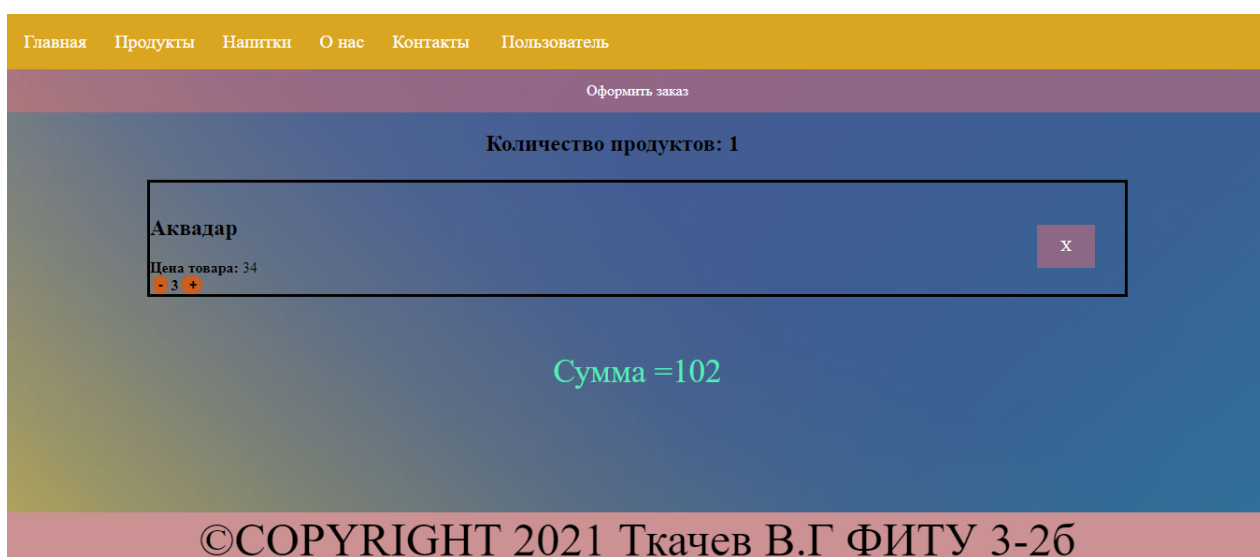 Главная Продукты Напитки О нас Контакты Пользователь
Оформить заказ
Количество продуктов: 1
Аквадар
X
Цена товара: 34
- 3 +
Сумма =102
©COPYRIGHT 2021 Ткачев В.Г ФИТУ 3-2б